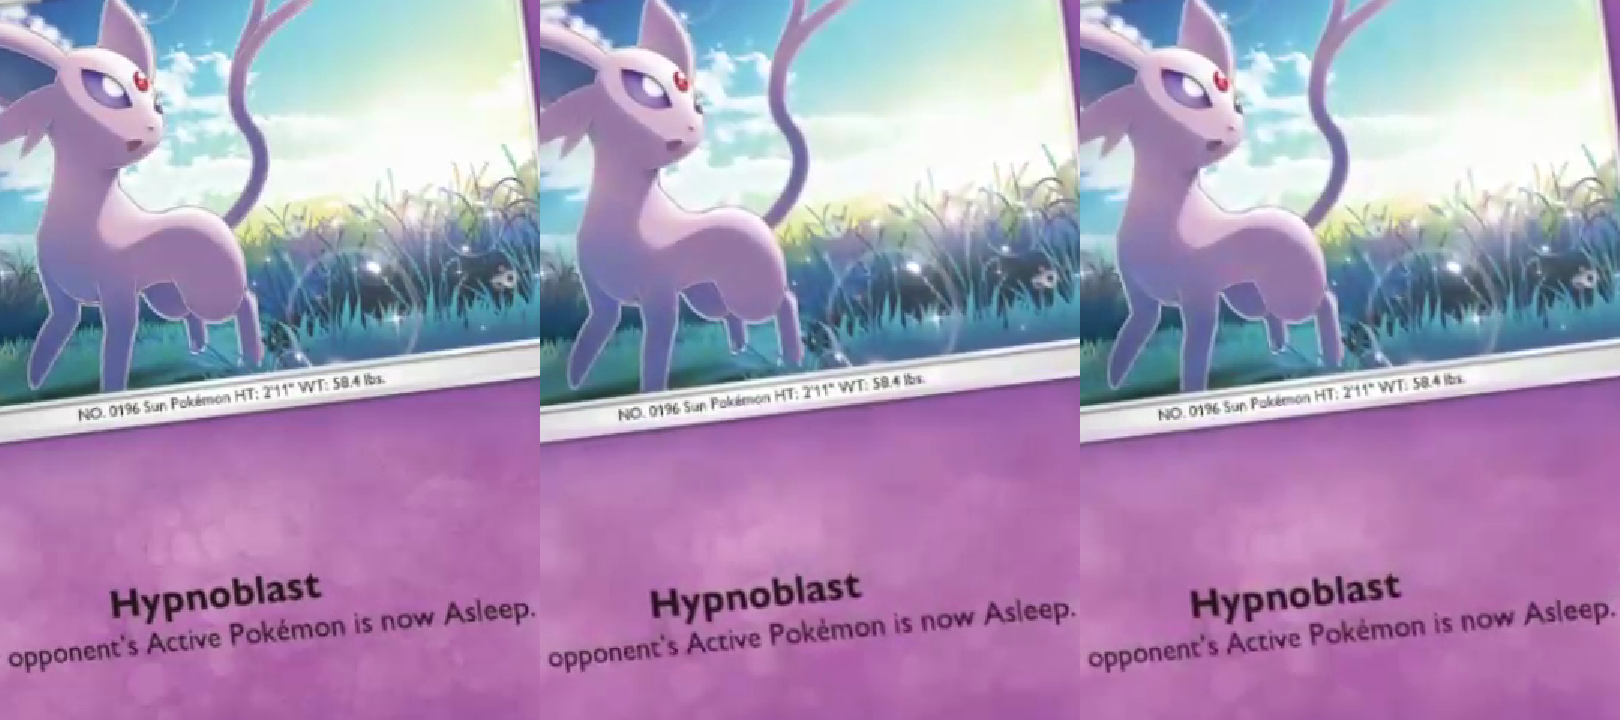 NO. 0196 Sun Pokémon HT: 2'11" WT: 58.4 lbs.
Hypnoblast
opponent's Active Pokémon is now Asleep.
NO. 0196 Sun Pokémon HT: 2'11" WT: 58.4 lbs.
Hypnoblast
opponent's Active Pokémon is now Asleep.
NO. 0196 Sun Pokémon HT: 2'11" WT: 58.4 lbs.
Hypnoblast
opponent's Active Pokémon is now Asleep.